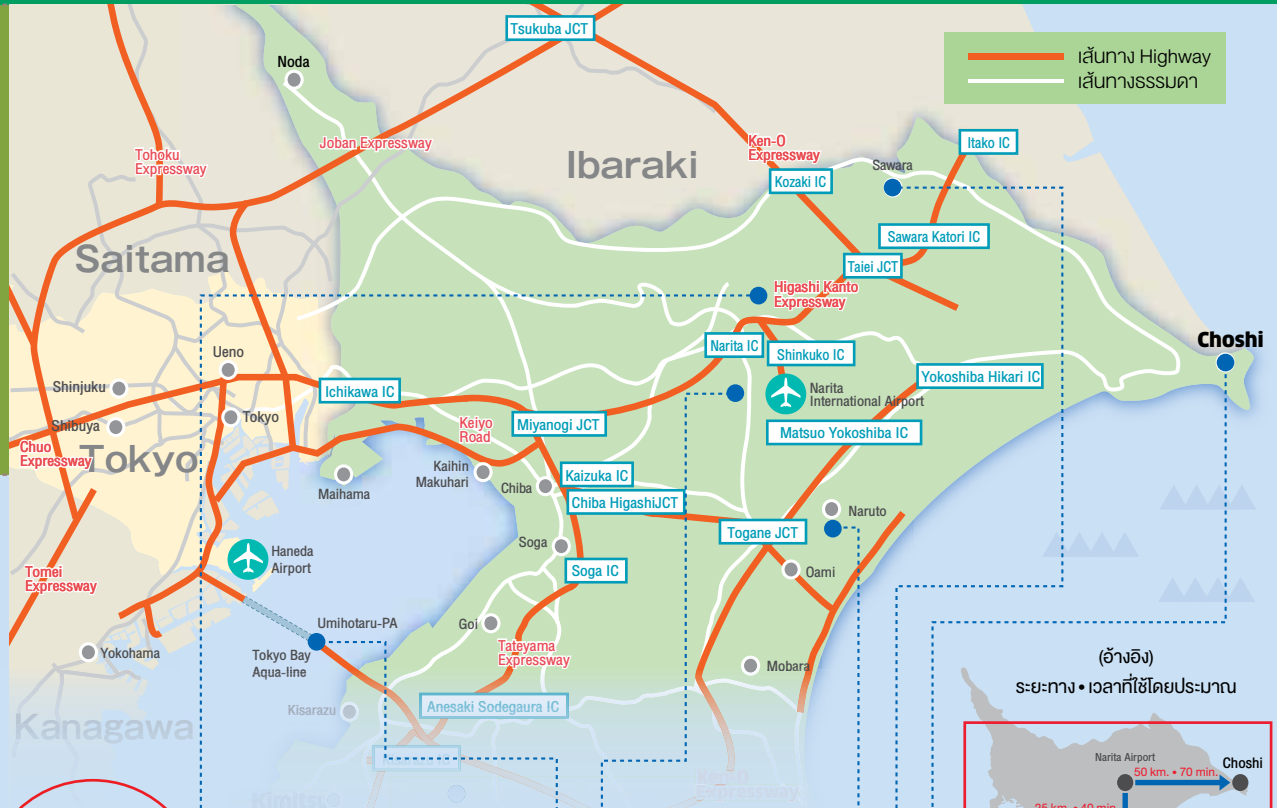 Tsukuba JCT
เส้นทาง Highway
เส้นทางธรรมดา
Noda
Joban Expressway
Tohoku
Expressway
Ibaraki
Ken-O
Expressway
Itako IC
Sawara
Kozaki IC
Sawara Katori IC
Saitama
Taiei JCT
Higashi Kanto
Expressway
Choshi
Narita IC
Shinkuko IC
Ueno
Shinjuku
Ichikawa IC
Yokoshiba Hikari IC
Narita
International Airport
Tokyo
Shibuya
Keiyo
Road
Miyanogi JCT
Matsuo Yokoshiba IC
Chuo
Expressway
Tokyo
Kaihin
Makuhari
Maihama
Chiba
Kaizuka IC
Chiba HigashiJCT
Naruto
Togane JCT
Soga
Haneda
Airport
Soga IC
Oami
Tomei
Expressway
Umihotaru-PA
Goi
Tateyama
Expressway
Tokyo Bay
Aqua-line
Yokohama
Mobara
(อ้างอิง)
ระยะทาง • เวลาที่ใช้โดยประมาณ
Kisarazu
Anesaki Sodegaura IC
Kanagawa
Narita Airport
Choshi
50 km. • 70 min.
Ken-O
Expressway
Kimitsu
25 km. • 40 min.